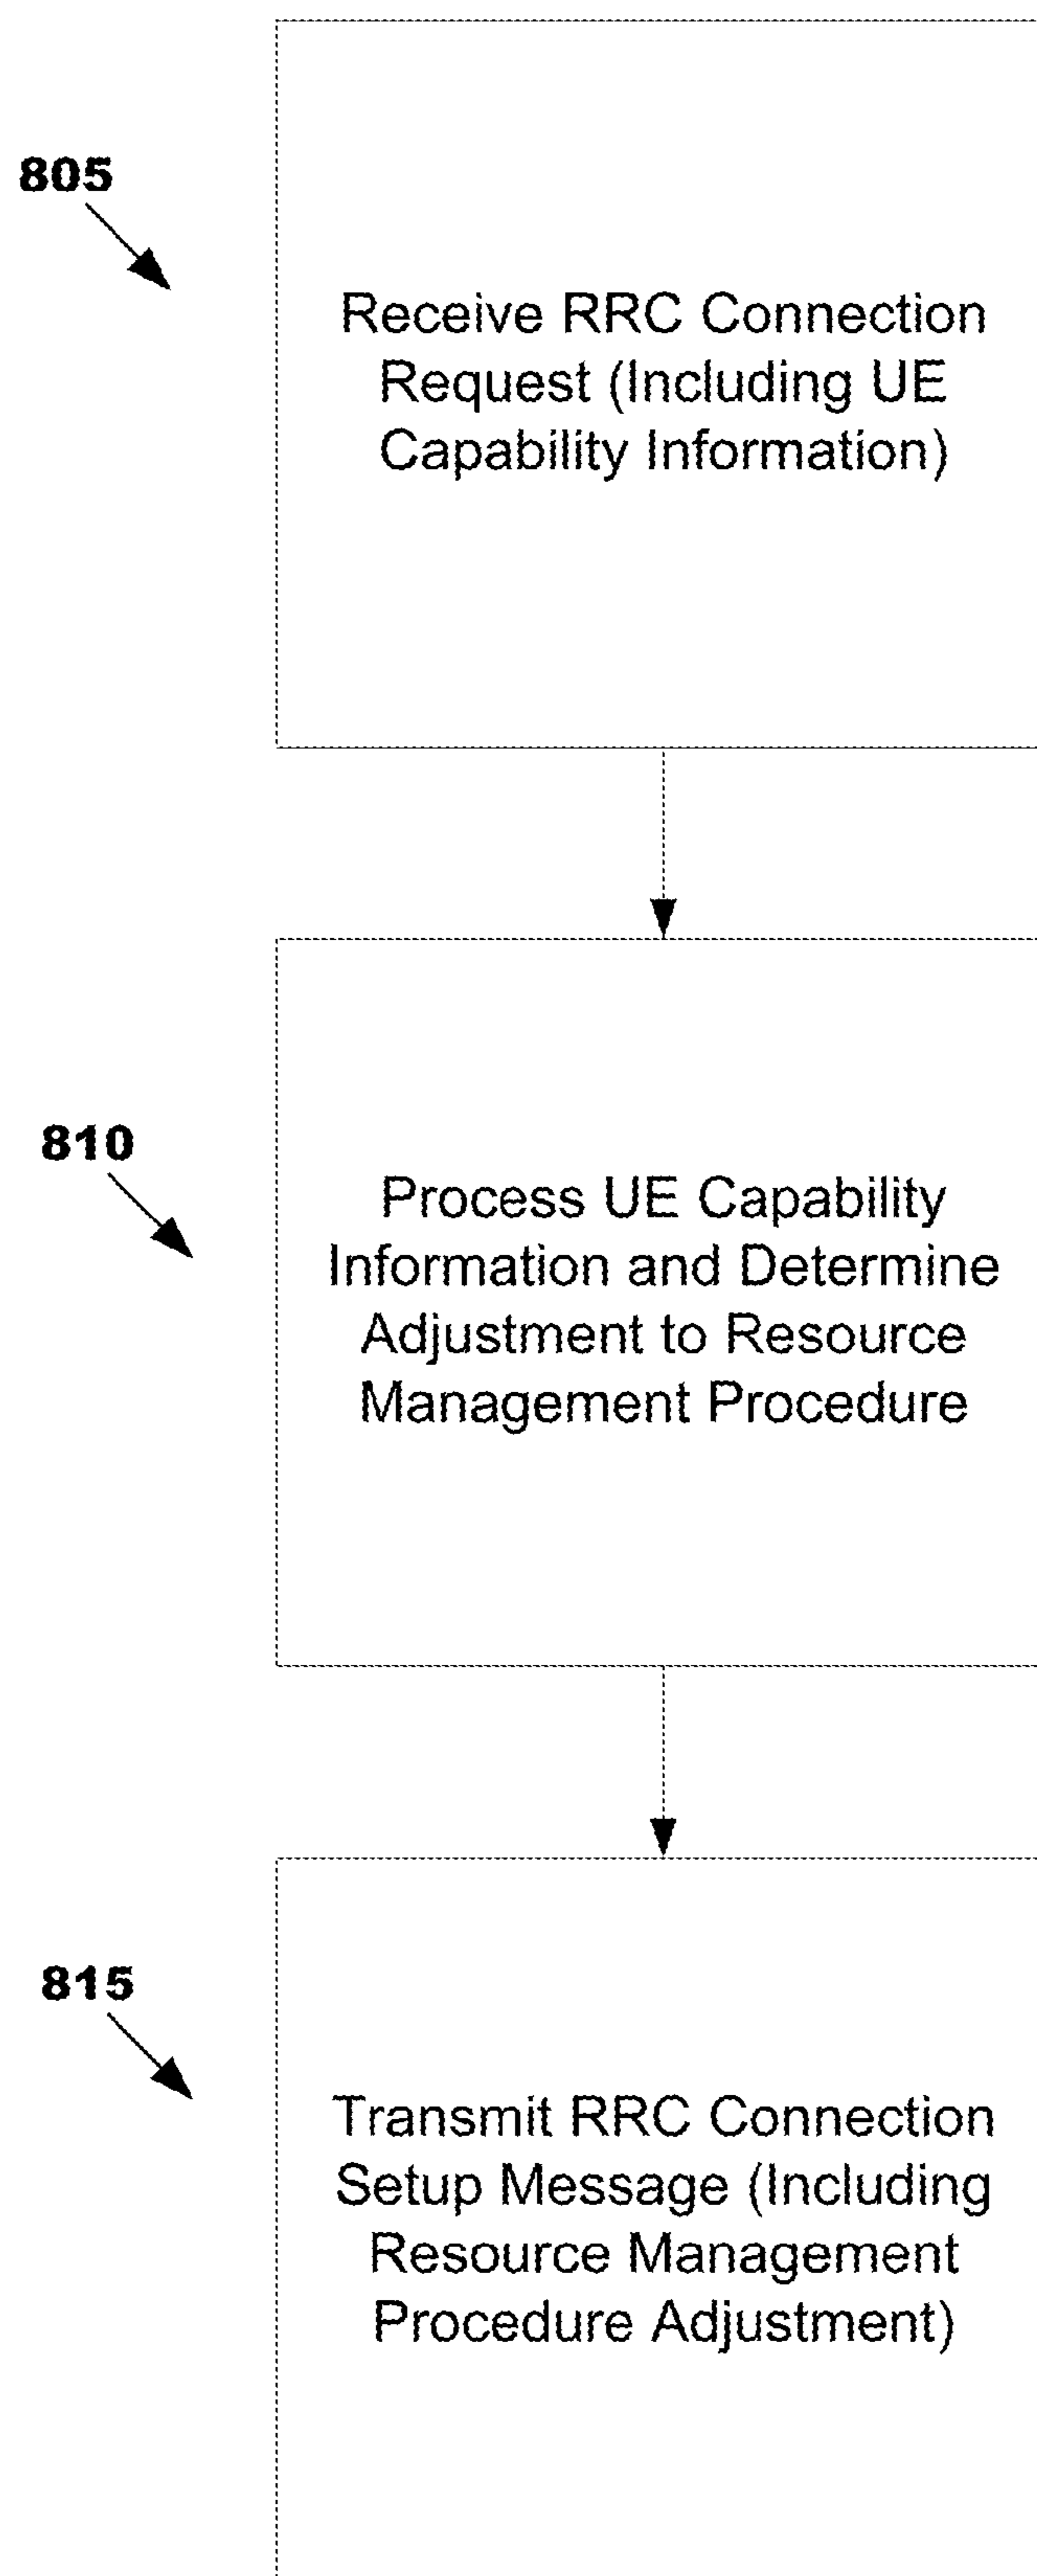 805
Receive RRC Connection
Request (Including UE
Capability Information)
810
Process UE Capability
Information and Determine
Adjustment to Resource
Management Procedure
815
Transmit RRC Connection
Setup Message (Including
Resource Management
Procedure Adjustment)